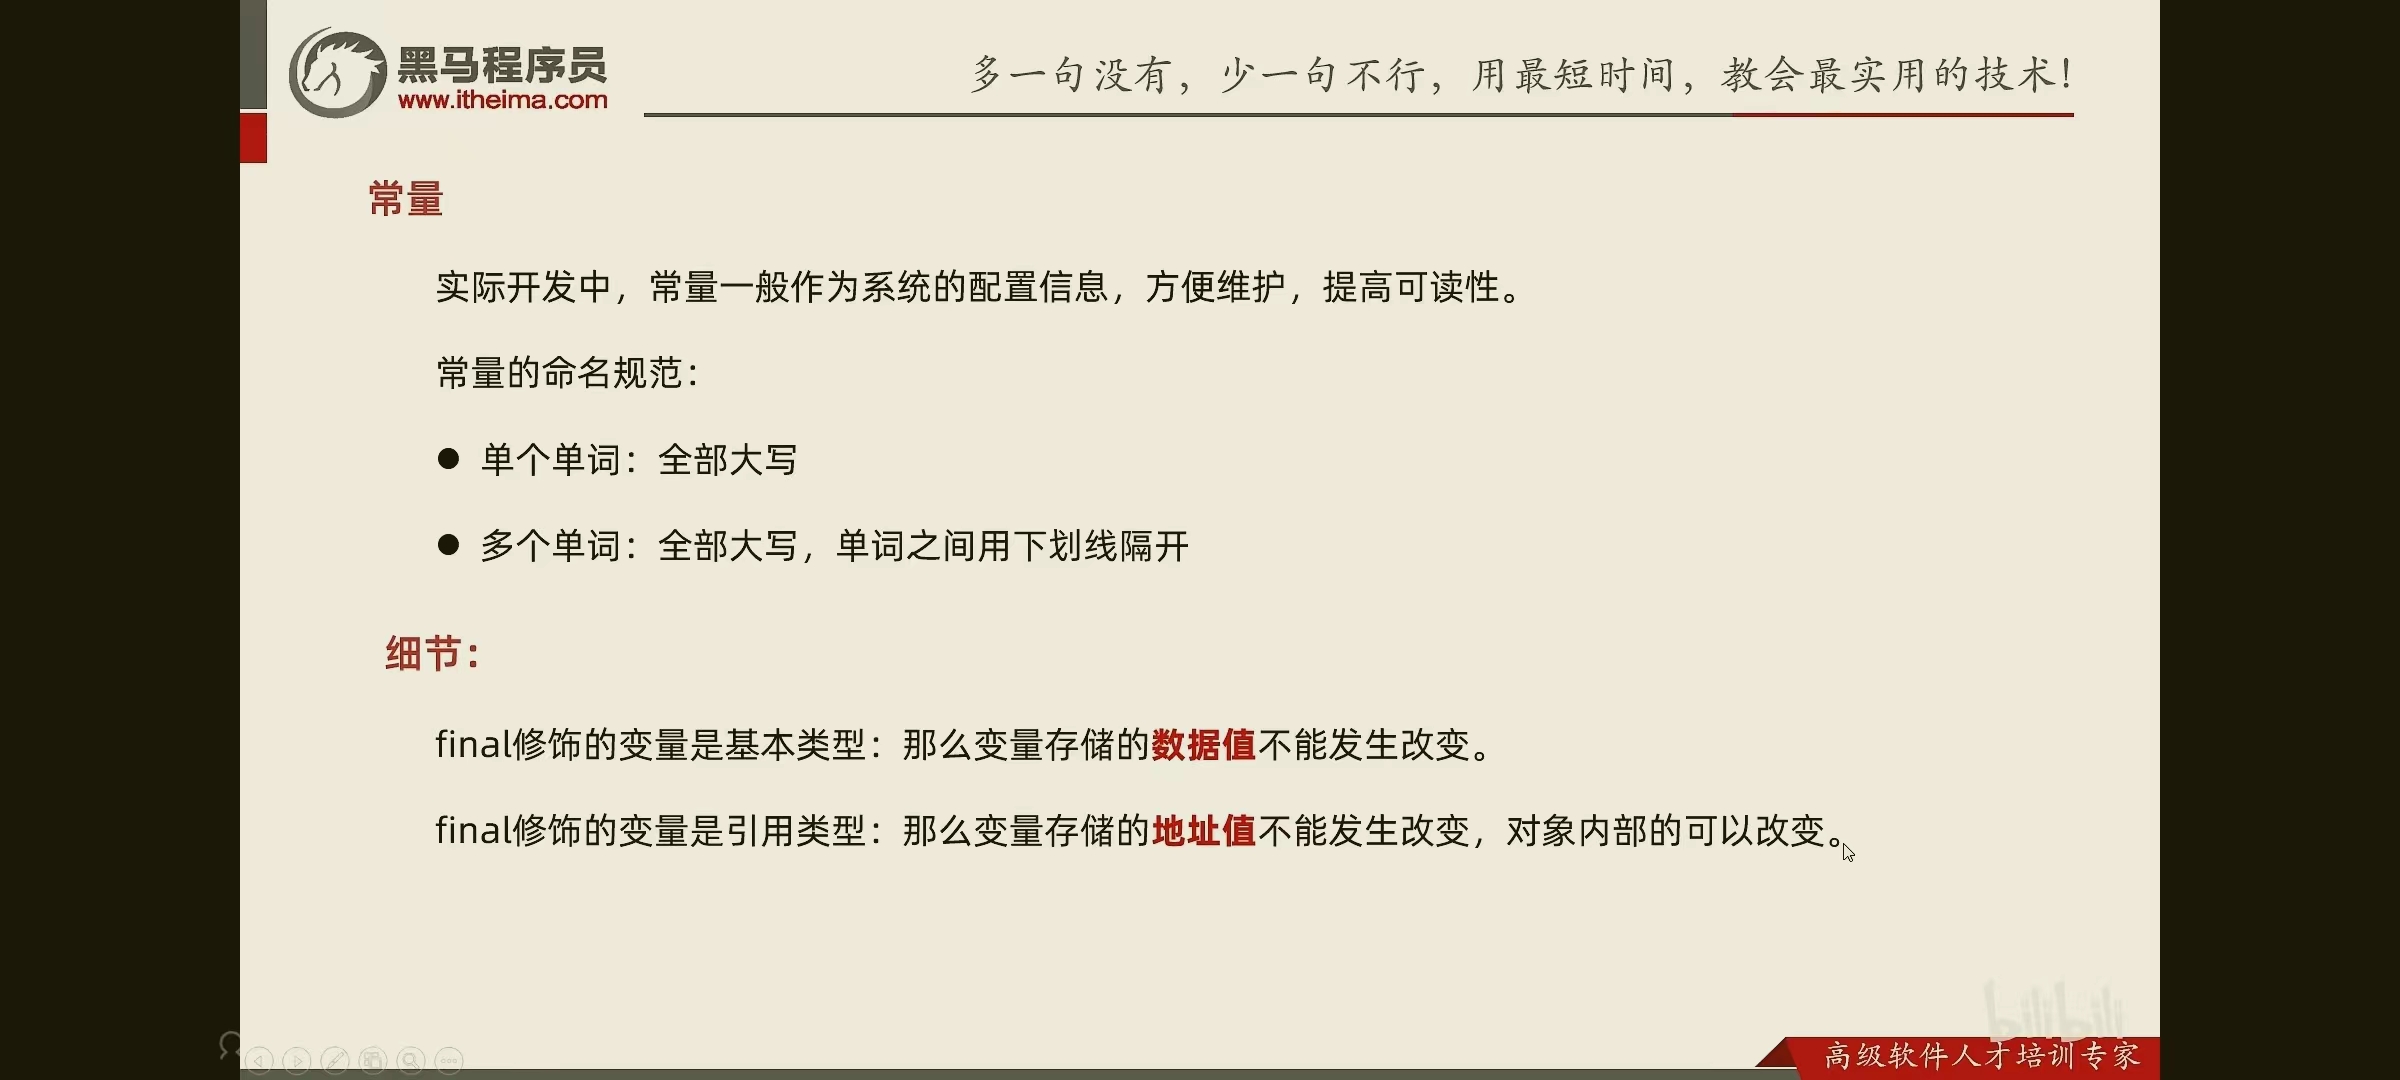 黑马程序员
www.itheima.com
多一句没有，少一句不行，用最短时间，教会最实用的技术！
常量
实际开发中，常量一般作为系统的配置信息，方便维护，提高可读性。
常量的命名规范：
● 单个单词：全部大写
● 多个单词：全部大写，单词之间用下划线隔开
细节：
final修饰的变量是基本类型：那么变量存储的数据值不能发生改变。
final修饰的变量是引用类型：那么变量存储的地址值不能发生改变，对象内部的可以改变。
bilibili
高级软件人才培训专家